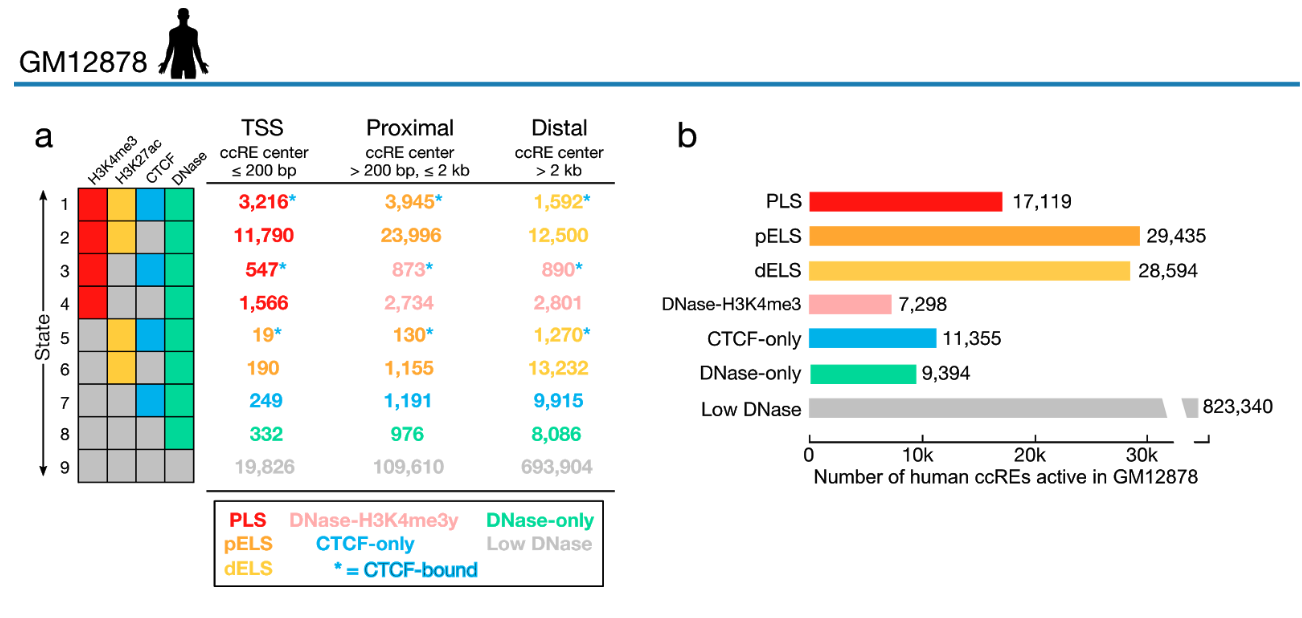 GM12878
a
H3K4me3 H3K27ac CTCF DNase
TSS Proximal Distal
ccRE center ccRE center ccRE center
≤ 200 bp > 200 bp, ≤ 2 kb > 2 kb
State
1 3,216* 3,945* 1,592*
2 11,790 23,996 12,500
3 547* 873* 890*
4 1,566 2,734 2,801
5 19* 130* 1,270*
6 190 1,155 13,232
7 249 1,191 9,915
8 332 976 8,086
9 19,826 109,610 693,904
PLS DNase-H3K4me3y DNase-only
pELS CTCF-only Low DNase
dELS * = CTCF-bound
b
PLS 17,119
pELS 29,435
dELS 28,594
DNase-H3K4me3 7,298
CTCF-only 11,355
DNase-only 9,394
Low DNase 823,340
0 10k 20k 30k
Number of human ccREs active in GM12878